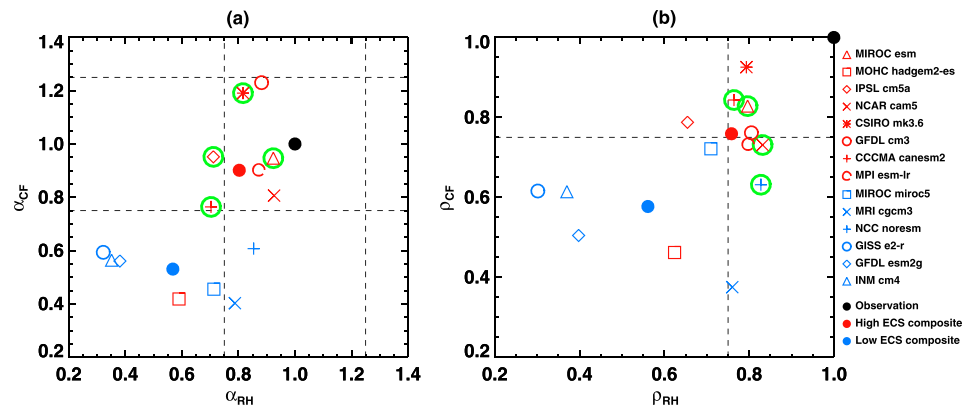 (a)
1.4
1.2
1.0
0.8
0.6
0.4
0.2
αCF
0.2 0.4 0.6 0.8 1.0 1.2 1.4
αRH
(b)
1.0
0.8
0.6
0.4
0.2
ρCF
0.2 0.4 0.6 0.8 1.0
ρRH
MIROC esm
MOHC hadgem2-es
IPSL cm5a
NCAR cam5
CSIRO mk3.6
GFDL cm3
CCCMA canesm2
MPI esm-lr
MIROC miroc5
MRI cgcm3
NCC noresm
GISS e2-r
GFDL esm2g
INM cm4
Observation
High ECS composite
Low ECS composite